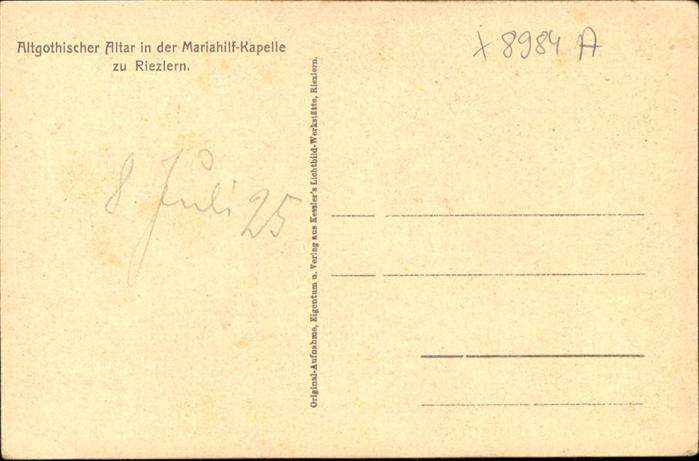 Altgothischer Altar in der Mariahilf-Kapelle
zu Riezlern.
x 8984 A
8. Juli 25
Original-Aufnahme, Eigentum u. Verlag aus Kessler's Lichtbild-Werkstätte, Riezlern.